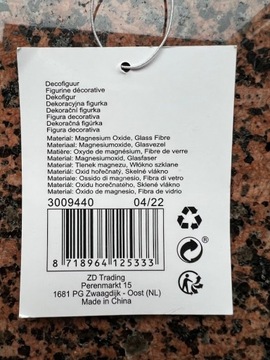 Decofiguur
Figurine décorative
Dekofigur
Dekoracyjna figurka
Dekorační figurka
Figura decorativa
Dekoračná figúrka
Figura decorativa
Material: Magnesium Oxide, Glass Fibre
Materiaal: Magnesiumoxide, Glasvezel
Matière: Oxyde de magnésium, Fibre de verre
Material: Magnesiumoxid, Glasfaser
Materiał: Tlenek magnezu, Włókno szklane
Materiál: Oxid hořečnatý, Skelné vlákno
Materiale: Ossido di magnesio, Fibra di vetro
Materiál: Oxidu horečnatého, Sklené vlákno
Material: Óxido de magnesio, Fibra de vidrio
3009440 04/22
8 718964 125333
ZD Trading
Perenmarkt 15
1681 PG Zwaagdijk - Oost (NL)
Made in China